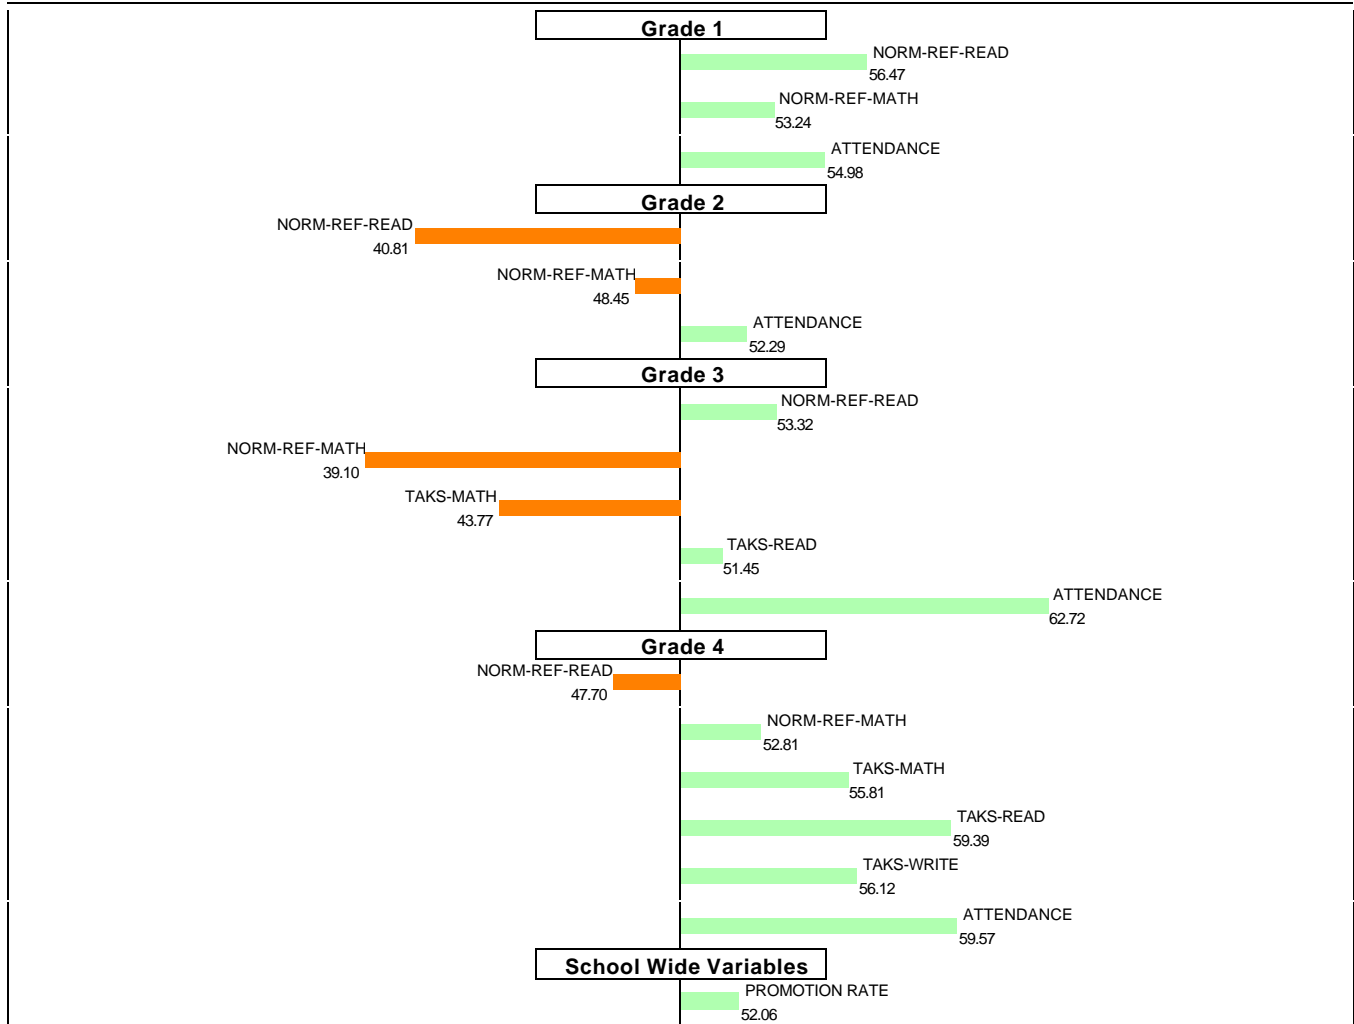 Grade 1
NORM-REF-READ
56.47
NORM-REF-MATH
53.24
ATTENDANCE
54.98
Grade 2
NORM-REF-READ
40.81
NORM-REF-MATH
48.45
ATTENDANCE
52.29
Grade 3
NORM-REF-READ
53.32
NORM-REF-MATH
39.10
TAKS-MATH
43.77
TAKS-READ
51.45
ATTENDANCE
62.72
Grade 4
NORM-REF-READ
47.70
NORM-REF-MATH
52.81
TAKS-MATH
55.81
TAKS-READ
59.39
TAKS-WRITE
56.12
ATTENDANCE
59.57
School Wide Variables
PROMOTION RATE
52.06